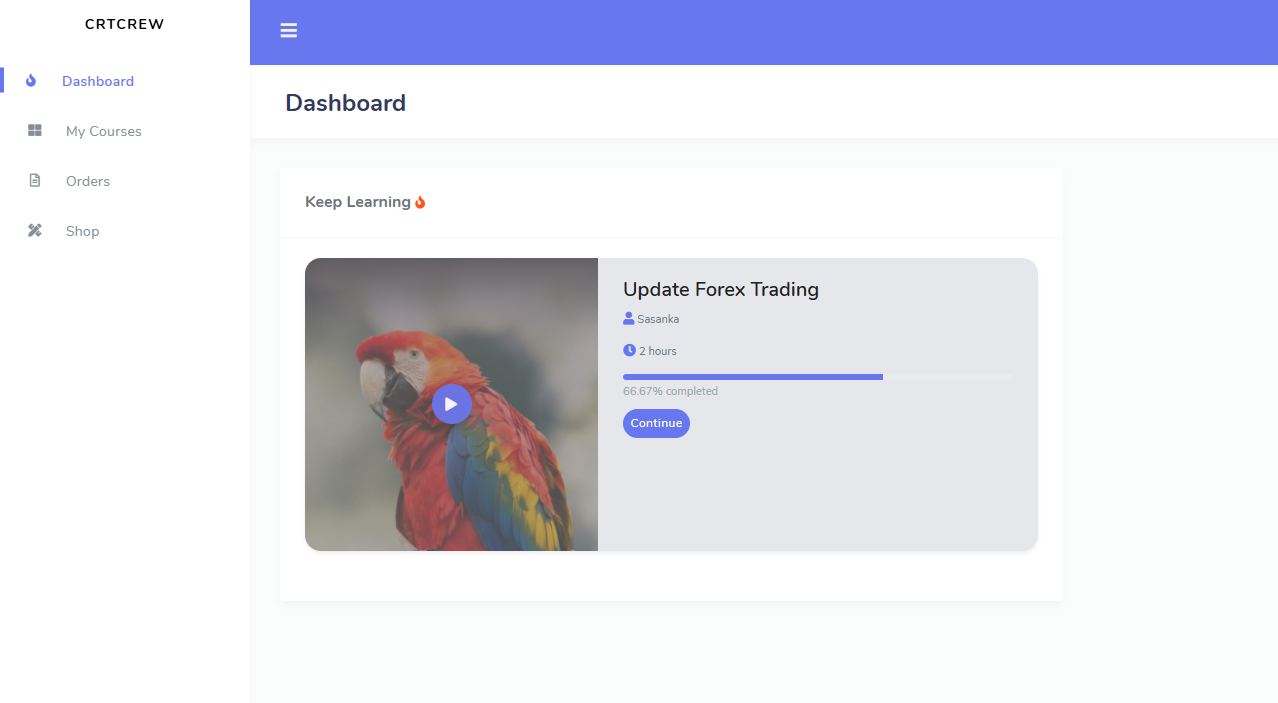 CRTCREW
Dashboard
My Courses
Orders
Shop
Dashboard
Keep Learning
Update Forex Trading
Sasanka
2 hours
66.67% completed
Continue